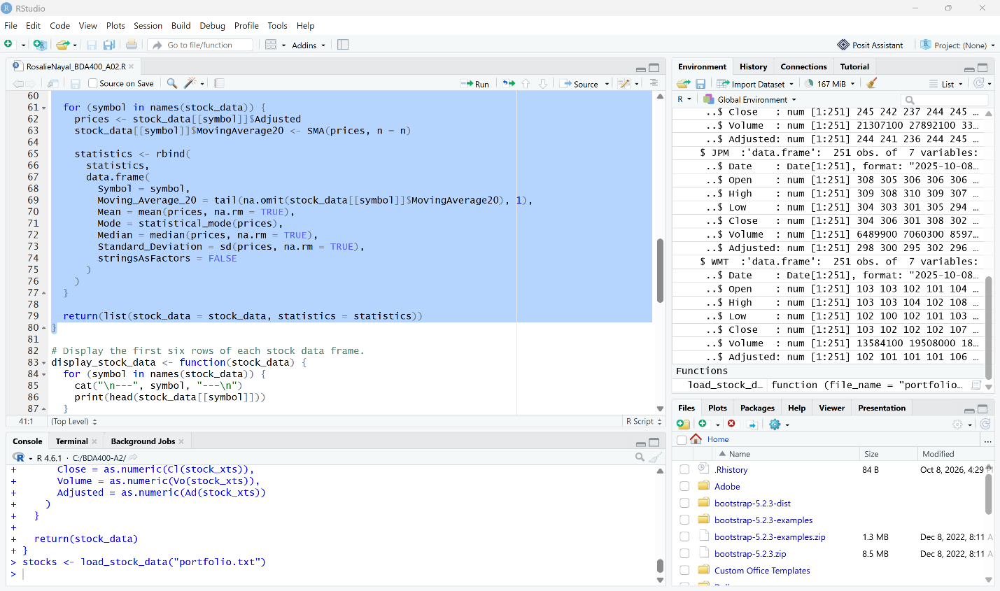 RStudio
File Edit Code View Plots Session Build Debug Profile Tools Help
Go to file/function Addins Posit Assistant Project: (None)
RosalieNayal_BDA400_A02.R
Source on Save Run Source
60
61 for (symbol in names(stock_data)) {
62 prices <- stock_data[[symbol]]$Adjusted
63 stock_data[[symbol]]$MovingAverage20 <- SMA(prices, n = n)
64
65 statistics <- rbind(
66 statistics,
67 data.frame(
68 Symbol = symbol,
69 Moving_Average_20 = tail(na.omit(stock_data[[symbol]]$MovingAverage20), 1),
70 Mean = mean(prices, na.rm = TRUE),
71 Mode = statistical_mode(prices),
72 Median = median(prices, na.rm = TRUE),
73 Standard_Deviation = sd(prices, na.rm = TRUE),
74 stringsAsFactors = FALSE
75 )
76 )
77 }
78
79 return(list(stock_data = stock_data, statistics = statistics))
80 }
81
82 # Display the first six rows of each stock data frame.
83 display_stock_data <- function(stock_data) {
84 for (symbol in names(stock_data)) {
85 cat("\n---", symbol, "---\n")
86 print(head(stock_data[[symbol]]))
87 }
41:1 (Top Level) R Script
Console Terminal Background Jobs
R 4.6.1 · C:/BDA400-A2/
+ Close = as.numeric(Cl(stock_xts)),
+ Volume = as.numeric(Vo(stock_xts)),
+ Adjusted = as.numeric(Ad(stock_xts))
+ )
+ }
+
+ return(stock_data)
+ }
> stocks <- load_stock_data("portfolio.txt")
>
Environment History Connections Tutorial
Import Dataset 167 MiB List
R Global Environment
..$ Close : num [1:251] 245 242 237 244 245 ...
..$ Volume : num [1:251] 21307100 27892100 33...
..$ Adjusted: num [1:251] 244 241 236 244 245 ...
$ JPM :'data.frame': 251 obs. of 7 variables:
..$ Date : Date[1:251], format: "2025-10-08...
..$ Open : num [1:251] 308 305 306 306 306 ...
..$ High : num [1:251] 309 308 310 309 307 ...
..$ Low : num [1:251] 304 303 301 305 294 ...
..$ Close : num [1:251] 304 306 301 308 302 ...
..$ Volume : num [1:251] 6489900 7060300 8597...
..$ Adjusted: num [1:251] 298 300 295 302 296 ...
$ WMT :'data.frame': 251 obs. of 7 variables:
..$ Date : Date[1:251], format: "2025-10-08...
..$ Open : num [1:251] 103 103 102 101 104 ...
..$ High : num [1:251] 103 103 104 102 108 ...
..$ Low : num [1:251] 102 100 102 101 103 ...
..$ Close : num [1:251] 103 102 102 102 107 ...
..$ Volume : num [1:251] 13584100 19508000 18...
..$ Adjusted: num [1:251] 102 101 101 101 106 ...
Functions
load_stock_d... function (file_name = "portfolio...
Files Plots Packages Help Viewer Presentation
Home ...
Name Size Modified
.Rhistory 84 B Oct 8, 2026, 4:29
Adobe
bootstrap-5.2.3-dist
bootstrap-5.2.3-examples
bootstrap-5.2.3-examples.zip 1.3 MB Dec 8, 2022, 8:11 A
bootstrap-5.2.3.zip 8.5 MB Dec 8, 2022, 8:11 A
Custom Office Templates